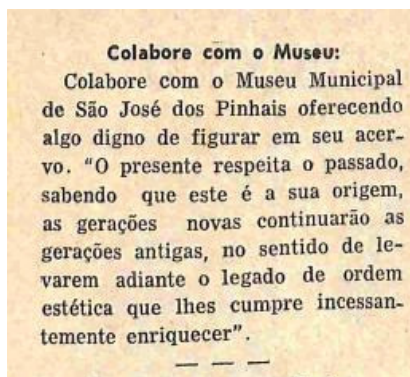 Colabore com o Museu:
Colabore com o Museu Municipal
de São José dos Pinhais oferecendo
algo digno de figurar em seu acer-
vo. "O presente respeita o passado,
sabendo que este é a sua origem,
as gerações novas continuarão as
gerações antigas, no sentido de le-
varem adiante o legado de ordem
estética que lhes cumpre incessan-
temente enriquecer".
— — —